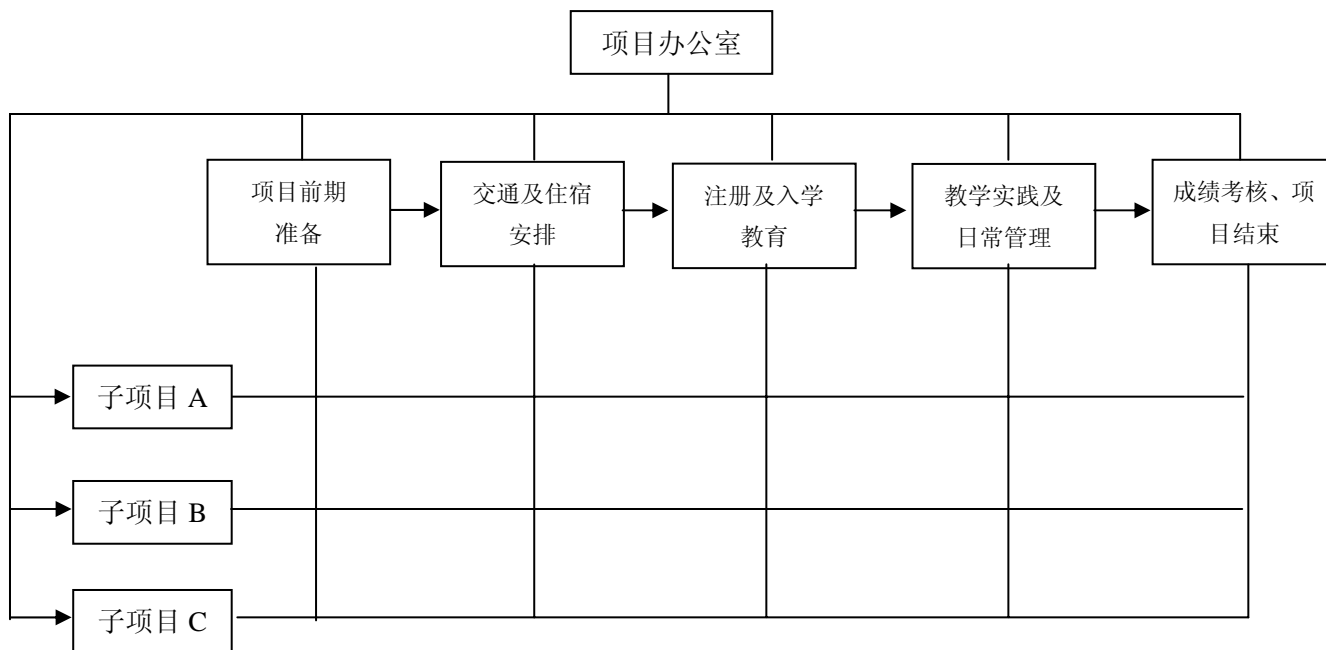 项目办公室
项目前期
准备
交通及住宿
安排
注册及入学
教育
教学实践及
日常管理
成绩考核、项
目结束
子项目 A
子项目 B
子项目 C